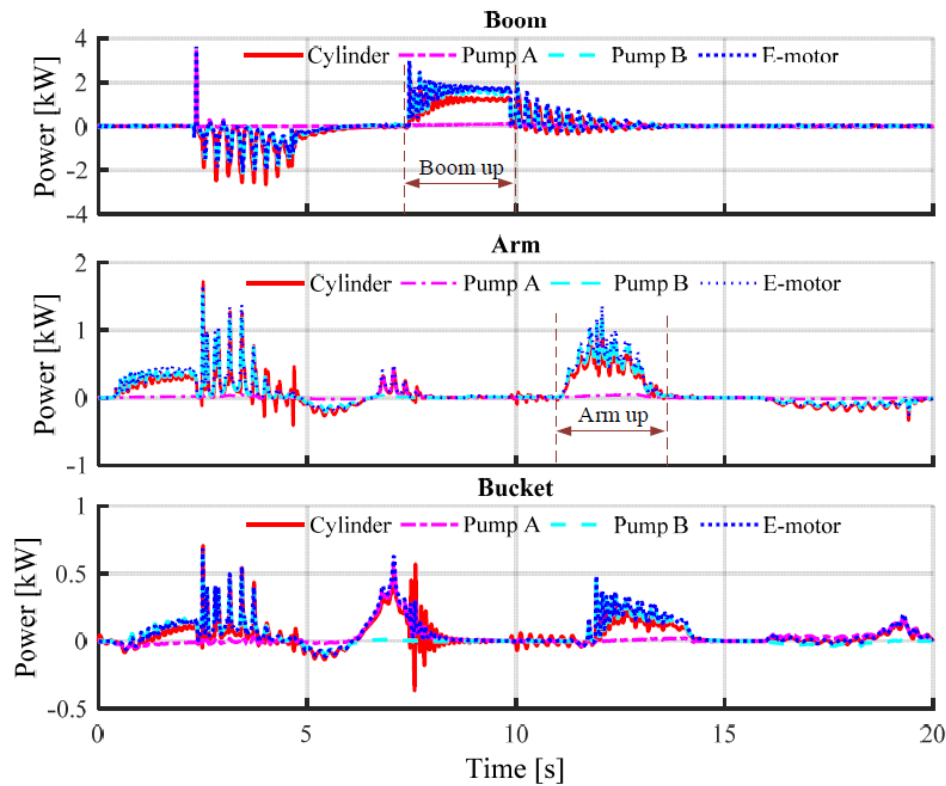 Boom
Cylinder Pump A Pump B E-motor
Power [kW]
4
2
0
-2
-4
Boom up
Arm
Cylinder Pump A Pump B E-motor
Power [kW]
2
1
0
-1
Arm up
Bucket
Cylinder Pump A Pump B E-motor
Power [kW]
1
0.5
0
-0.5
0 5 10 15 20
Time [s]